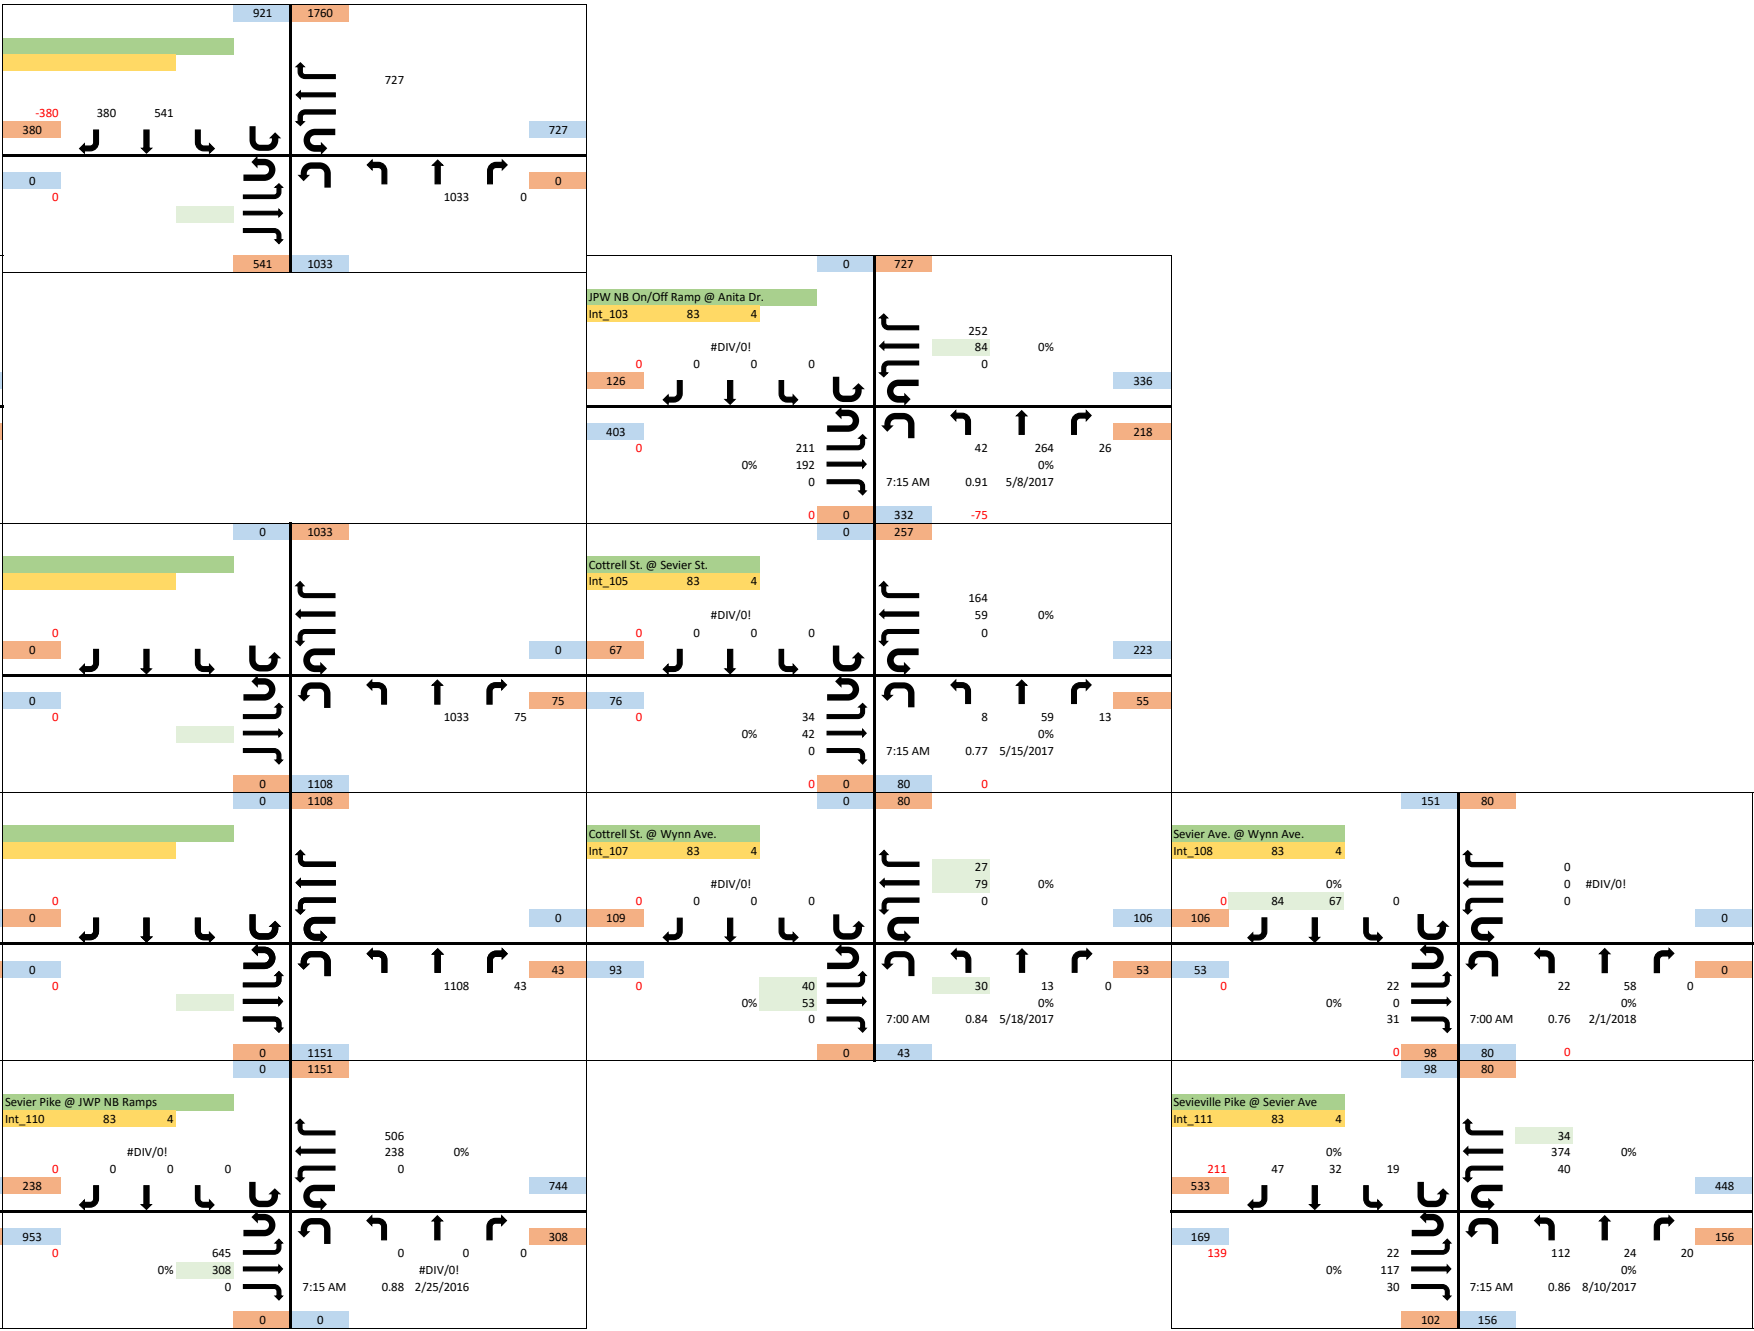 921 1760
727
-380 380 541
380 727
0 0
0 1033 0
541 1033
0 727
JPW NB On/Off Ramp @ Anita Dr.
Int_103 83 4
252
#DIV/0! 84 0%
0 0 0 0 0
126 336
403 218
0 211 42 264 26
0% 192 0%
0 7:15 AM 0.91 5/8/2017
0 0 332 -75
0 1033
0 257
Cottrell St. @ Sevier St.
Int_105 83 4
164
#DIV/0! 59 0%
0
0 0 0 0 0
0 0
67 223
0 75
76 55
0 1033 75
0 34 8 59 13
0% 42 0%
0 7:15 AM 0.77 5/15/2017
0 1108
0 0 80 0
0 1108
0 80
151 80
Cottrell St. @ Wynn Ave.
Int_107 83 4
Sevier Ave. @ Wynn Ave.
Int_108 83 4
27
#DIV/0! 79 0%
0 0 0 0 0
0
0% 0 #DIV/0!
0 84 67 0 0
0
0 0
109 106
106 0
0 43
93 53
53 0
0 1108 43
0 40 30 13 0
0% 53 0%
0 7:00 AM 0.84 5/18/2017
0 22 22 58 0
0% 0 0%
31 7:00 AM 0.76 2/1/2018
0 1151
0 43
0 98 80 0
0 1151
98 80
Sevier Pike @ JWP NB Ramps
Int_110 83 4
Sevieville Pike @ Sevier Ave
Int_111 83 4
506
#DIV/0! 238 0%
0 0 0 0 0
238 744
34
0% 374 0%
211 47 32 19 40
533 448
953 308
0 645 0 0 0
0% 308 #DIV/0!
0 7:15 AM 0.88 2/25/2016
0 0
169 156
139 22 112 24 20
0% 117 0%
30 7:15 AM 0.86 8/10/2017
102 156